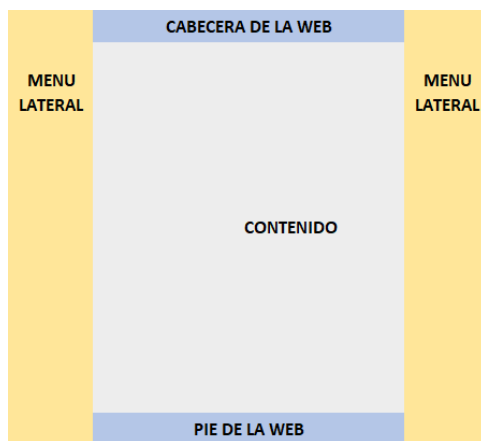 CABECERA DE LA WEB
MENU
LATERAL
MENU
LATERAL
CONTENIDO
PIE DE LA WEB